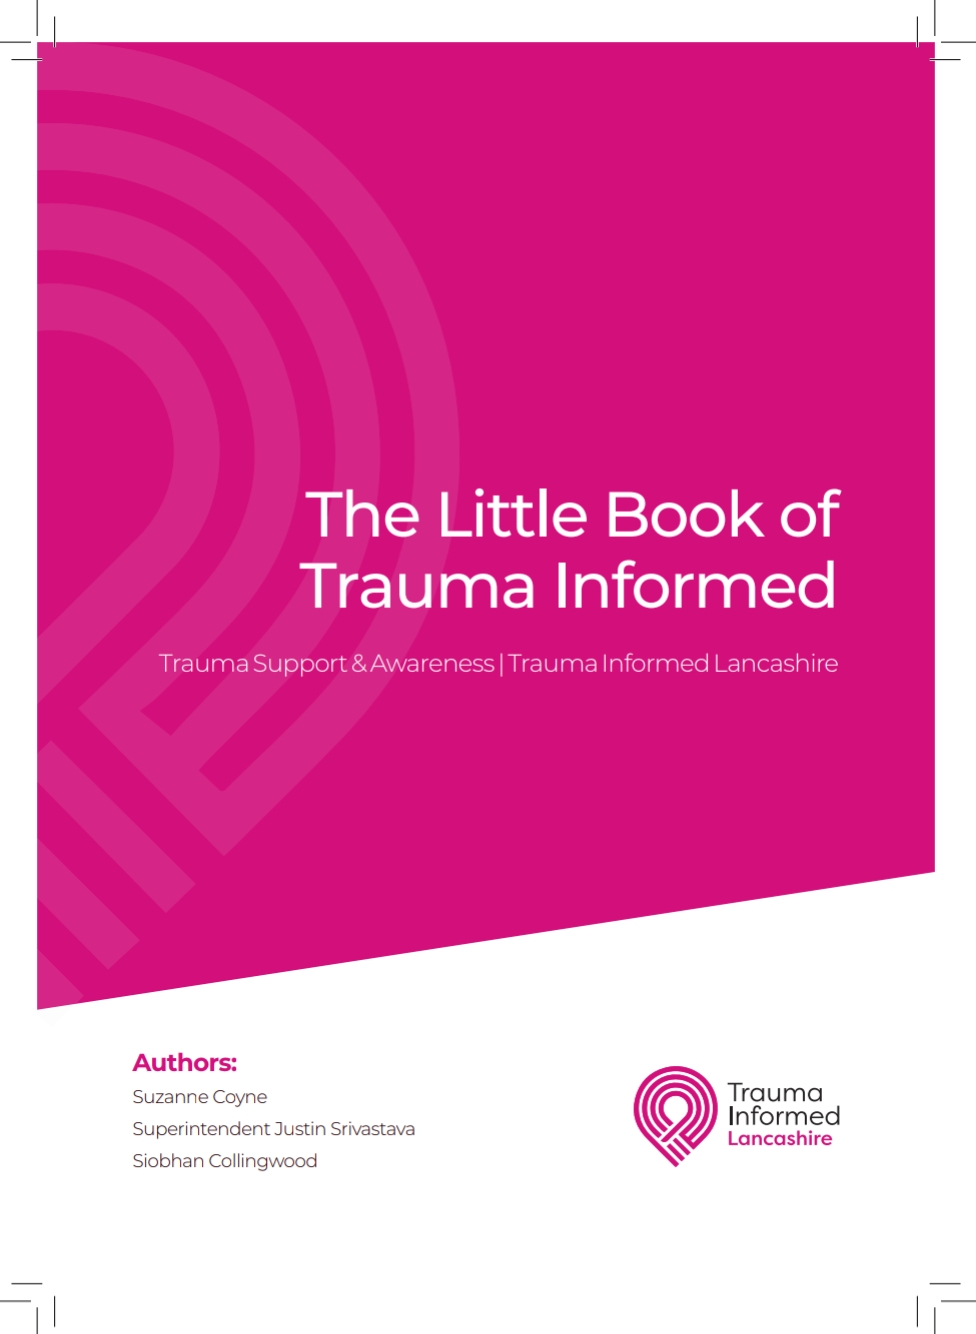 The Little Book of
Trauma Informed
Trauma Support & Awareness | Trauma Informed Lancashire
Authors:
Suzanne Coyne
Superintendent Justin Srivastava
Siobhan Collingwood
Trauma
Informed
Lancashire